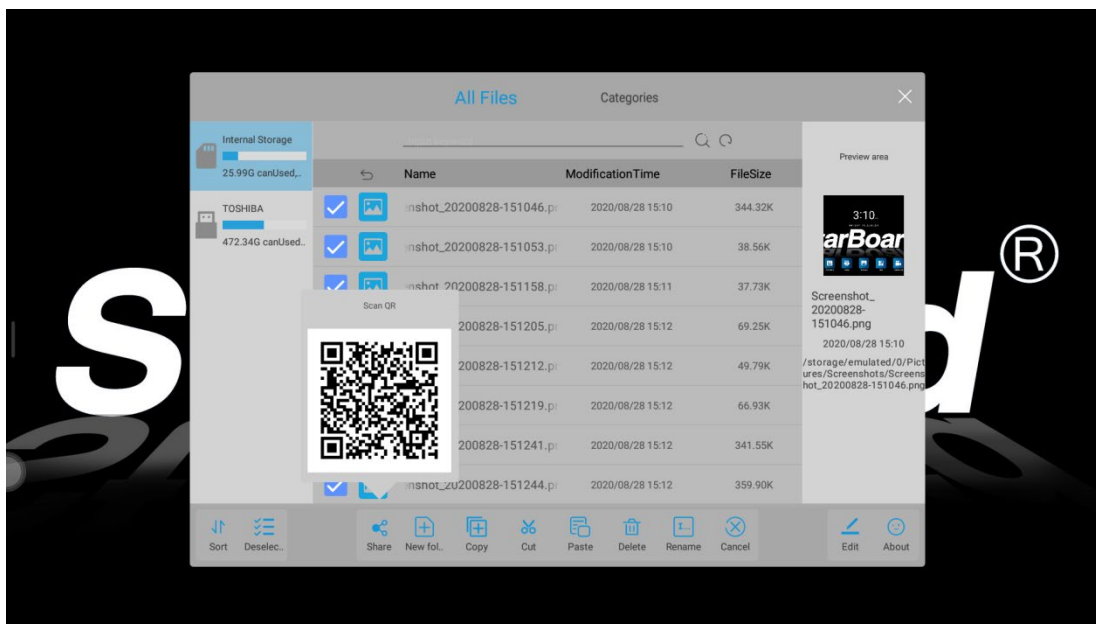 All Files
Categories
Internal Storage
25.99G canUsed,..
TOSHIBA
472.34G canUsed..
Name ModificationTime FileSize
nshot_20200828-151046.p 2020/08/28 15:10 344.32K
nshot_20200828-151053.p 2020/08/28 15:10 38.56K
nshot_20200828-151158.p 2020/08/28 15:11 37.73K
200828-151205.p 2020/08/28 15:12 69.25K
200828-151212.p 2020/08/28 15:12 49.79K
200828-151219.p 2020/08/28 15:12 66.93K
200828-151241.p 2020/08/28 15:12 341.55K
nshot_20200828-151244.p 2020/08/28 15:12 359.90K
Scan QR
Preview area
3:10
arBoar
Screenshot_
20200828-
151046.png
2020/08/28 15:10
/storage/emulated/0/Pict
ures/Screenshots/Screens
hot_20200828-151046.png
Sort
Deselec..
Share
New fol..
Copy
Cut
Paste
Delete
Rename
Cancel
Edit
About
S
d
®